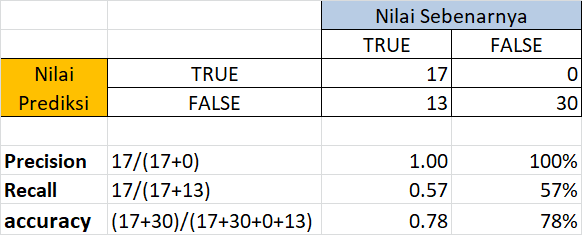 Nilai Sebenarnya
TRUE FALSE
Nilai Prediksi TRUE 17 0
FALSE 13 30
Precision 17/(17+0) 1.00 100%
Recall 17/(17+13) 0.57 57%
accuracy (17+30)/(17+30+0+13) 0.78 78%